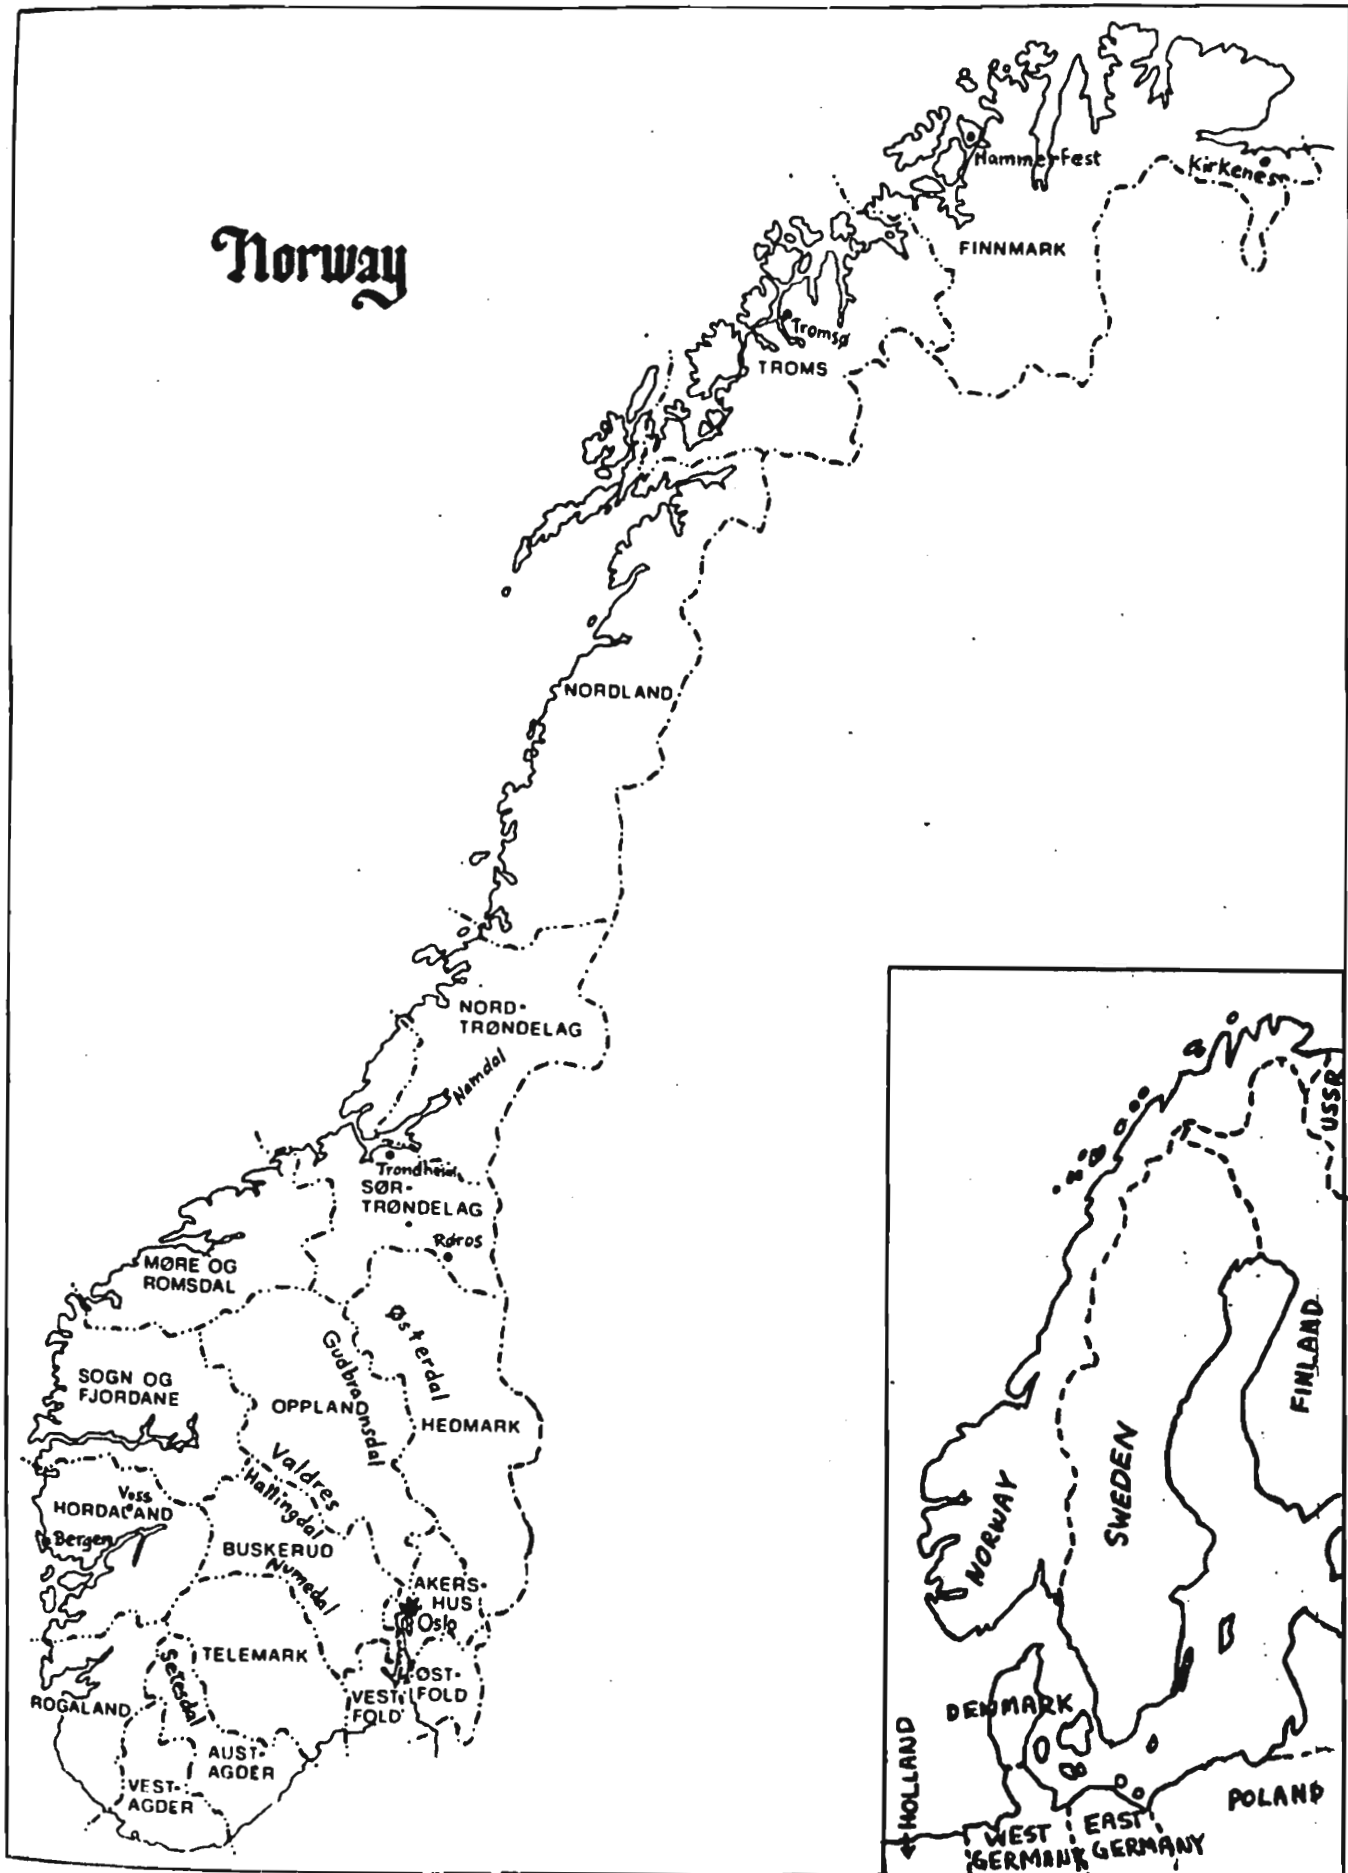 Norway
Hammerfest
Kirkenes
FINNMARK
Tromsø
TROMS
NORDLAND
NORD-
TRØNDELAG
Namdal
Trondheim
SØR-
TRØNDELAG
Røros
MØRE OG
ROMSDAL
Østerdal
Gudbransdal
SOGN OG
FJORDANE
OPPLAND
HEDMARK
Valdres
Hallingdal
Voss
HORDALAND
Bergen
BUSKERUD
Numedal
AKERS-
HUS
Oslo
TELEMARK
Setesdal
ØST-
FOLD
VEST-
FOLD
ROGALAND
AUST-
AGDER
VEST-
AGDER
USSR
FINLAND
SWEDEN
NORWAY
DENMARK
HOLLAND
POLAND
WEST
GERMANY
EAST
GERMANY